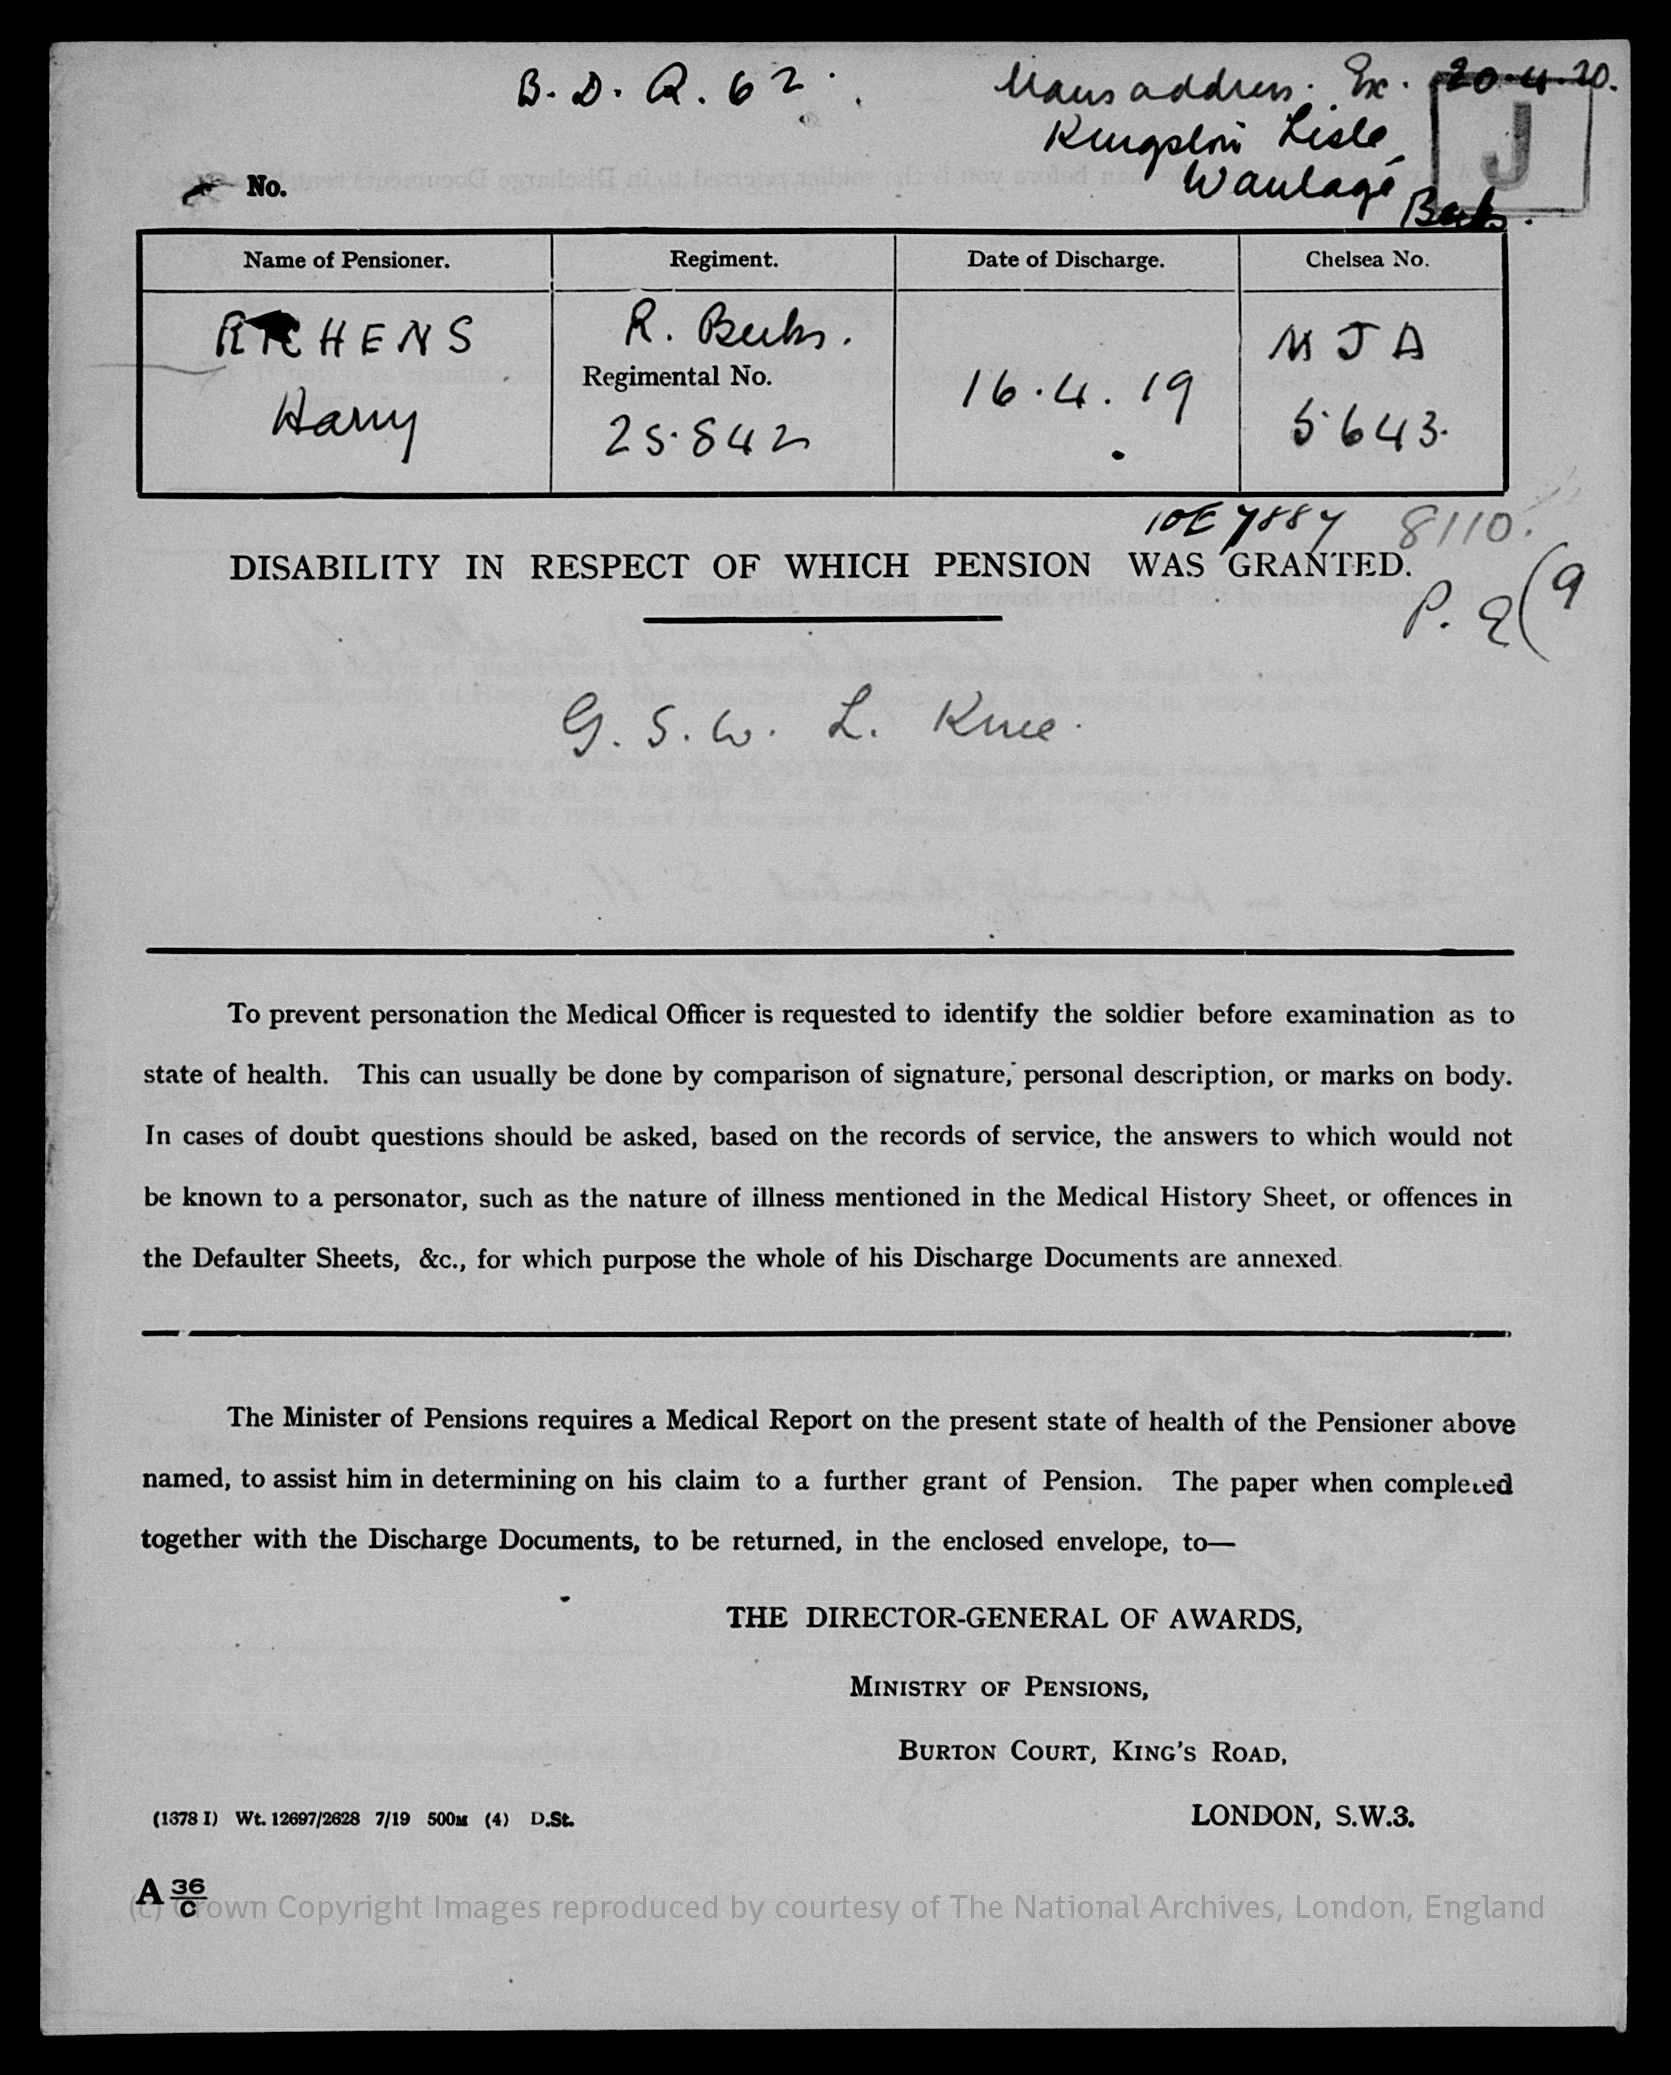 B. D. R. 62.
Mans address. Ex. 20.4.20.
Kingston Lisle,
Wantage
Berks.
J
No.
Name of Pensioner. Regiment. Date of Discharge. Chelsea No.
HENS R. Berks. MJD
Regimental No.
Harry 25842 16.4.19 5643.
10E 7887 8110.
DISABILITY IN RESPECT OF WHICH PENSION WAS GRANTED.
P. 2 (9
G. S. W. L. Knee.
To prevent personation the Medical Officer is requested to identify the soldier before examination as to
state of health. This can usually be done by comparison of signature, personal description, or marks on body.
In cases of doubt questions should be asked, based on the records of service, the answers to which would not
be known to a personator, such as the nature of illness mentioned in the Medical History Sheet, or offences in
the Defaulter Sheets, &c., for which purpose the whole of his Discharge Documents are annexed.
The Minister of Pensions requires a Medical Report on the present state of health of the Pensioner above
named, to assist him in determining on his claim to a further grant of Pension. The paper when completed
together with the Discharge Documents, to be returned, in the enclosed envelope, to—
THE DIRECTOR-GENERAL OF AWARDS,
MINISTRY OF PENSIONS,
BURTON COURT, KING'S ROAD,
LONDON, S.W.3.
(1378 I) Wt. 12697/2628 7/19 500M (4) D.St.
A 36/C
(c) Crown Copyright Images reproduced by courtesy of The National Archives, London, England